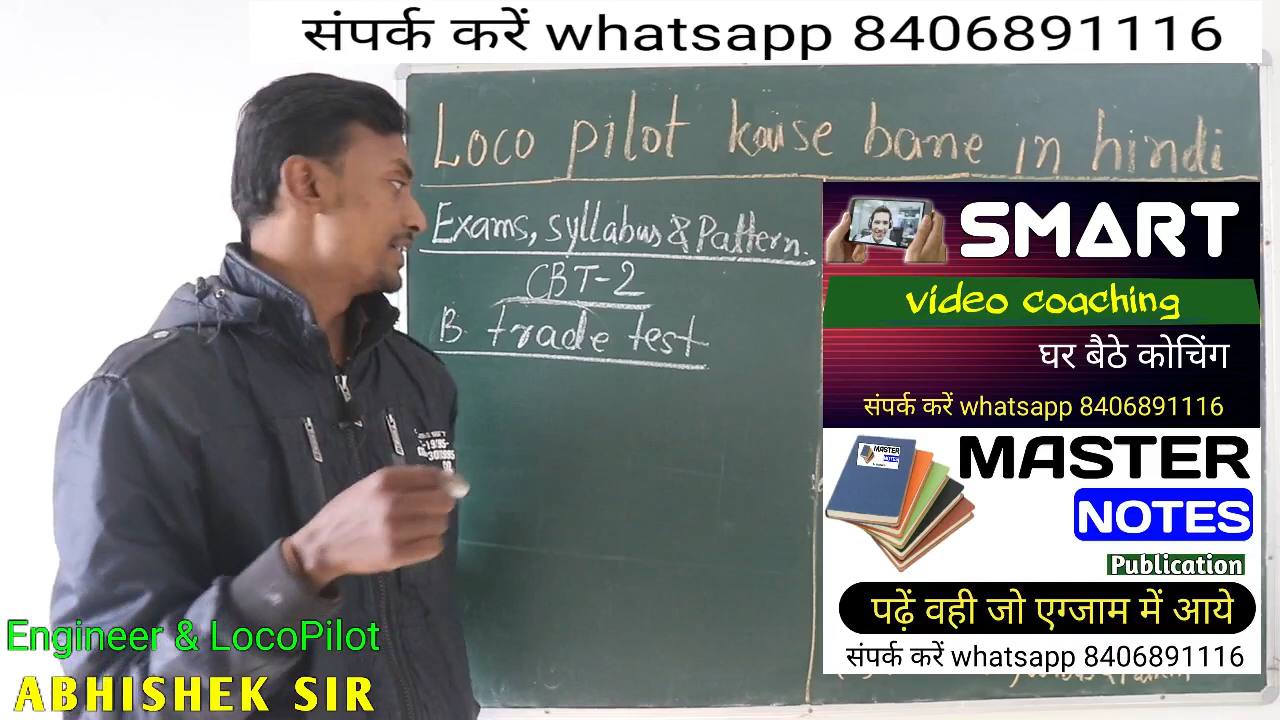 संपर्क करें whatsapp 8406891116
Loco pilot kaise bane in hindi
Exams, syllabus & Pattern.
CBT-2
B. trade test
SMART
video coaching
घर बैठे कोचिंग
संपर्क करें whatsapp 8406891116
MASTER
NOTES
Publication
पढ़ें वही जो एग्जाम में आये
संपर्क करें whatsapp 8406891116
Engineer & LocoPilot
ABHISHEK SIR